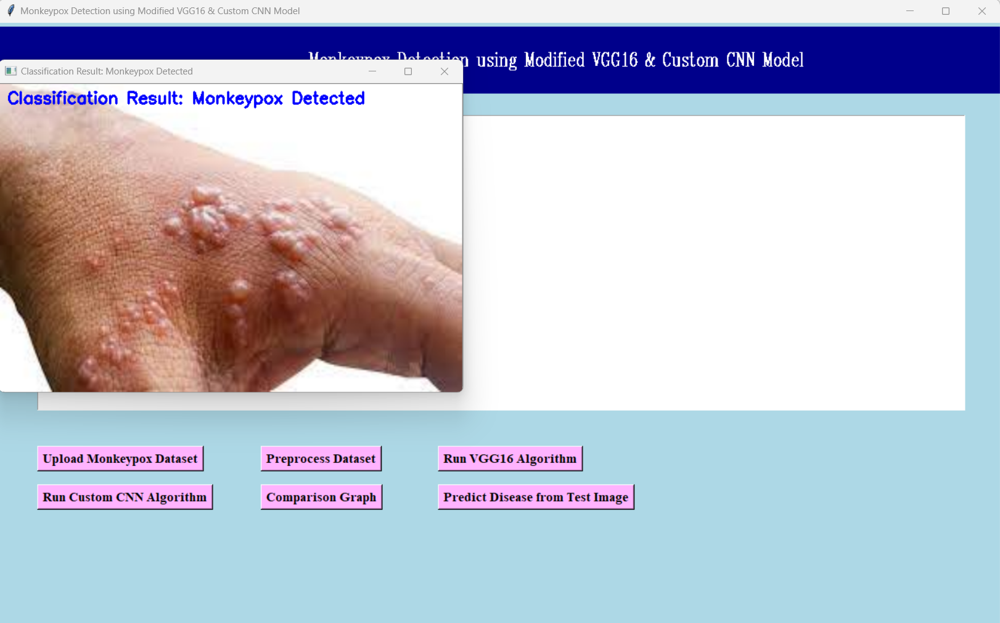 Monkeypox Detection using Modified VGG16 & Custom CNN Model
Monkeypox Detection using Modified VGG16 & Custom CNN Model
Classification Result: Monkeypox Detected
Classification Result: Monkeypox Detected
Upload Monkeypox Dataset
Preprocess Dataset
Run VGG16 Algorithm
Run Custom CNN Algorithm
Comparison Graph
Predict Disease from Test Image